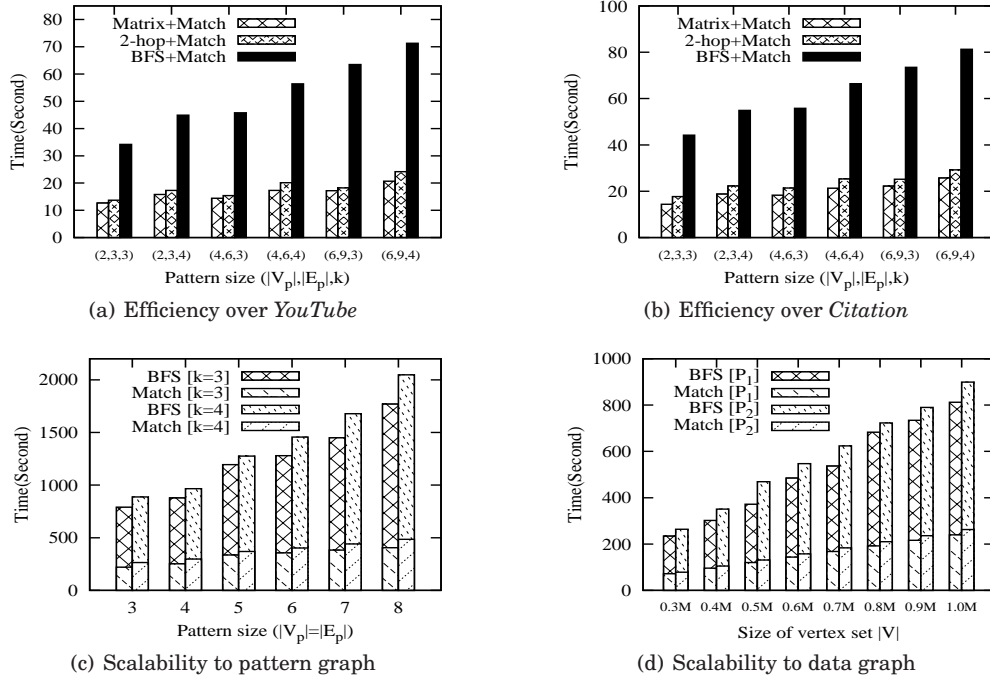 80
70
60
50
40
30
20
10
0
Time(Second)
Matrix+Match
2-hop+Match
BFS+Match
(2,3,3) (2,3,4) (4,6,3) (4,6,4) (6,9,3) (6,9,4)
Pattern size (|V_p|,|E_p|,k)
(a) Efficiency over YouTube
100
80
60
40
20
0
Time(Second)
Matrix+Match
2-hop+Match
BFS+Match
(2,3,3) (2,3,4) (4,6,3) (4,6,4) (6,9,3) (6,9,4)
Pattern size (|V_p|,|E_p|,k)
(b) Efficiency over Citation
2000
1500
1000
500
0
Time(Second)
BFS [k=3]
Match [k=3]
BFS [k=4]
Match [k=4]
3 4 5 6 7 8
Pattern size (|V_p|=|E_p|)
(c) Scalability to pattern graph
1000
800
600
400
200
0
Time(Second)
BFS [P_1]
Match [P_1]
BFS [P_2]
Match [P_2]
0.3M 0.4M 0.5M 0.6M 0.7M 0.8M 0.9M 1.0M
Size of vertex set |V|
(d) Scalability to data graph